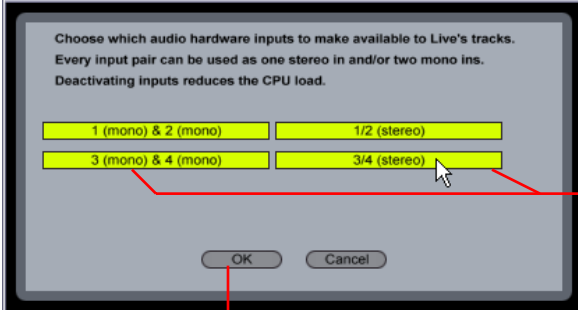 Choose which audio hardware inputs to make available to Live's tracks.
Every input pair can be used as one stereo in and/or two mono ins.
Deactivating inputs reduces the CPU load.
1 (mono) & 2 (mono)
1/2 (stereo)
3 (mono) & 4 (mono)
3/4 (stereo)
OK
Cancel